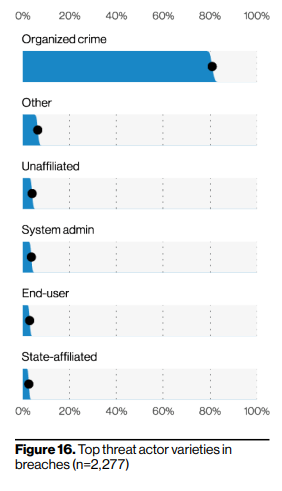 0% 20% 40% 60% 80% 100%
Organized crime
Other
Unaffiliated
System admin
End-user
State-affiliated
0% 20% 40% 60% 80% 100%
Figure 16. Top threat actor varieties in
breaches (n=2,277)